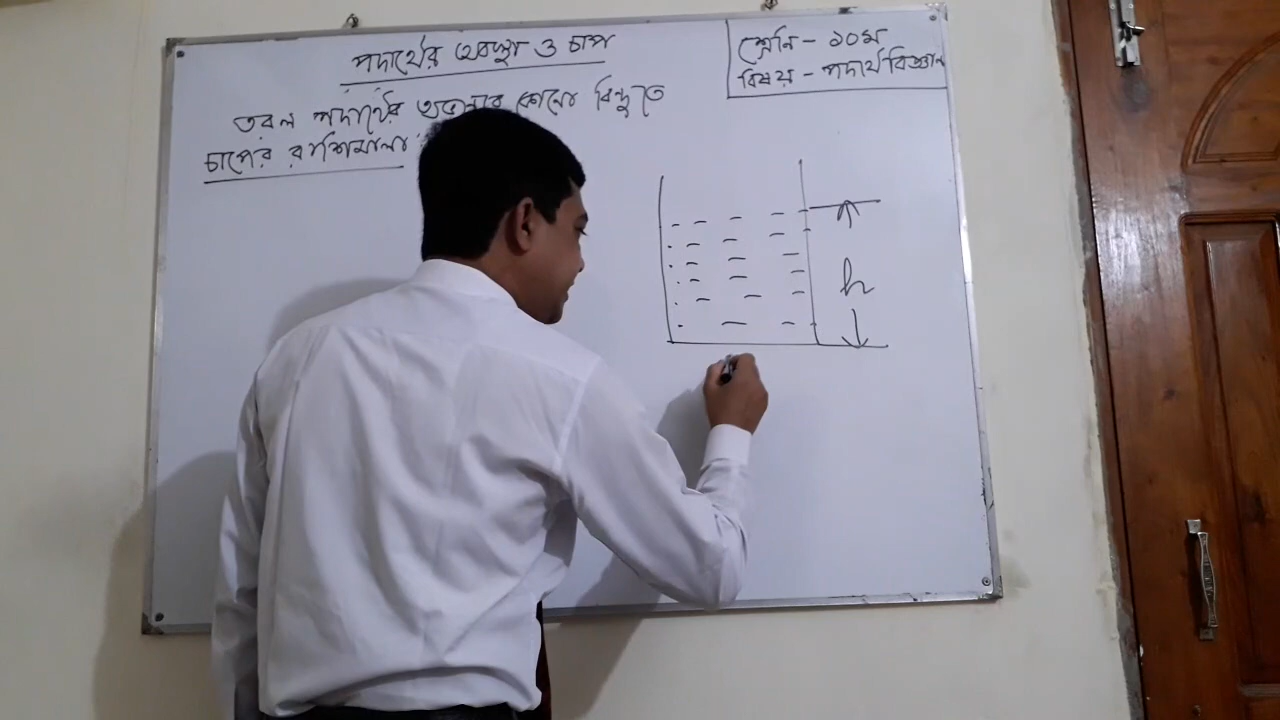 পদার্থের অবস্থা ও চাপ
শ্রেনি - ১০ম
বিষয় - পদার্থবিজ্ঞান
তরল পদার্থের অভ্যন্তরে কোনো বিন্দুতে
চাপের রাশিমালা :
h